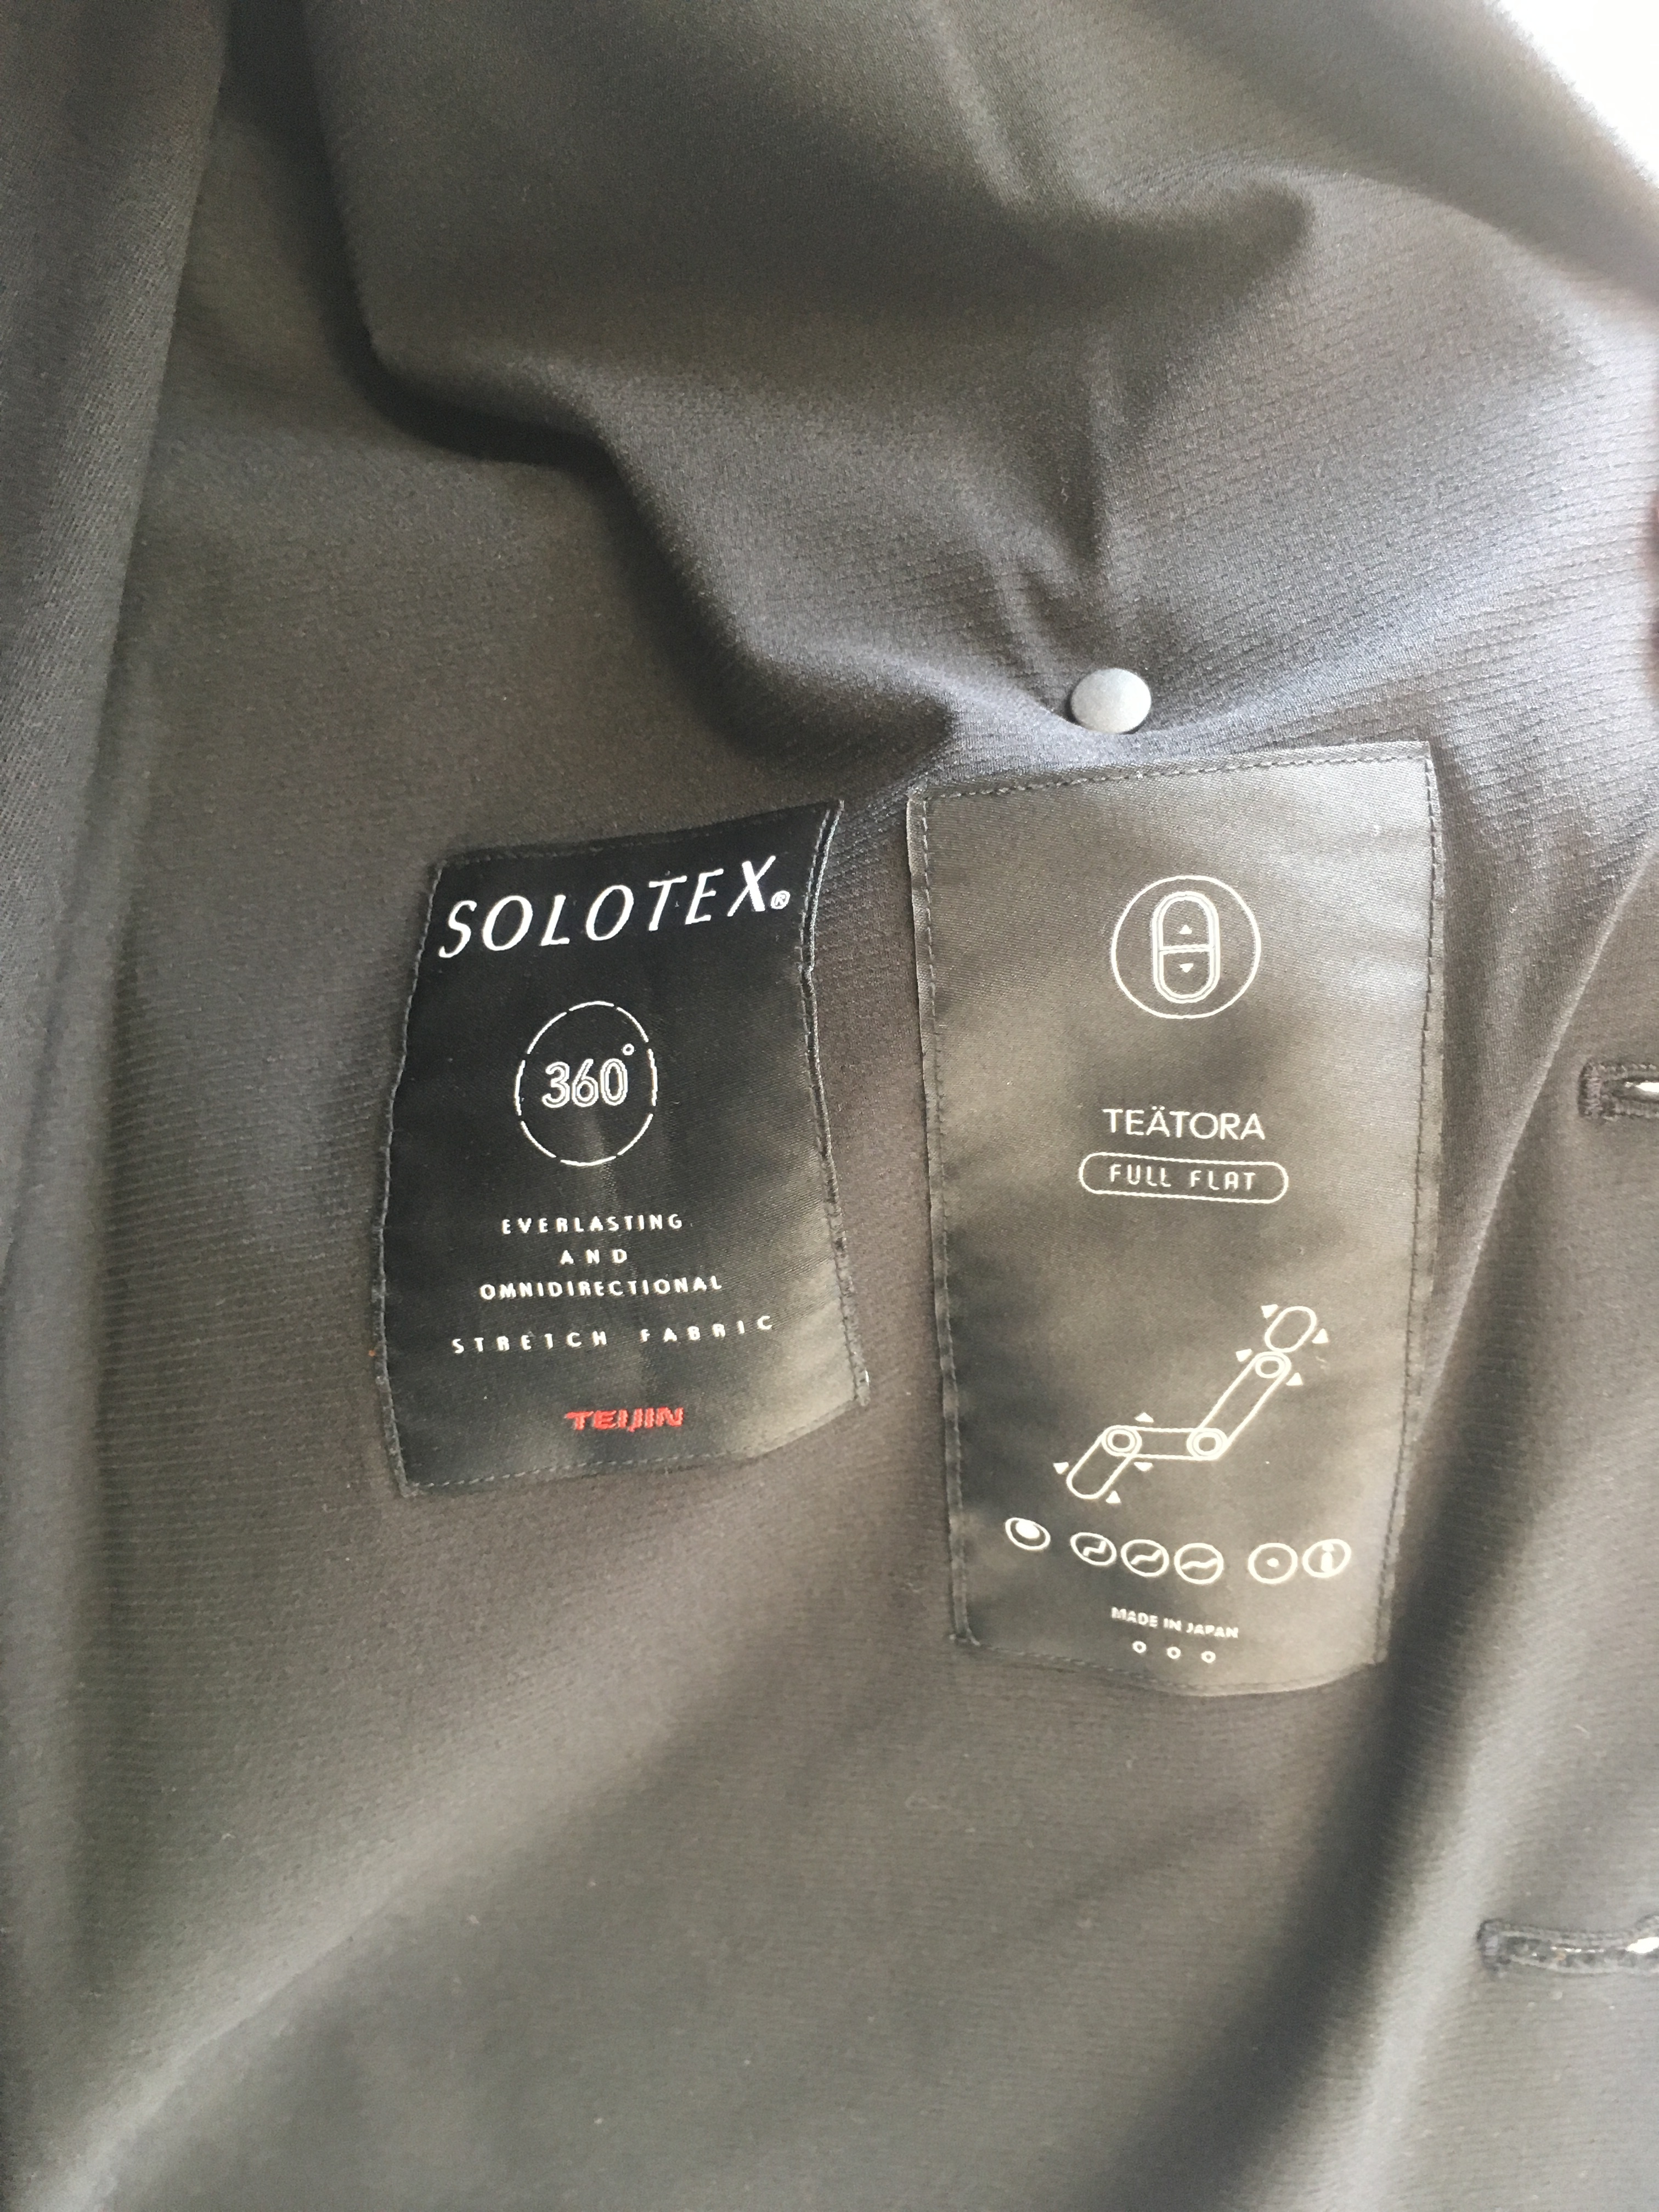 SOLOTEX®
360°
EVERLASTING
AND
OMNIDIRECTIONAL
STRETCH FABRIC
TEIJIN
TEÄTORA
FULL FLAT
MADE IN JAPAN